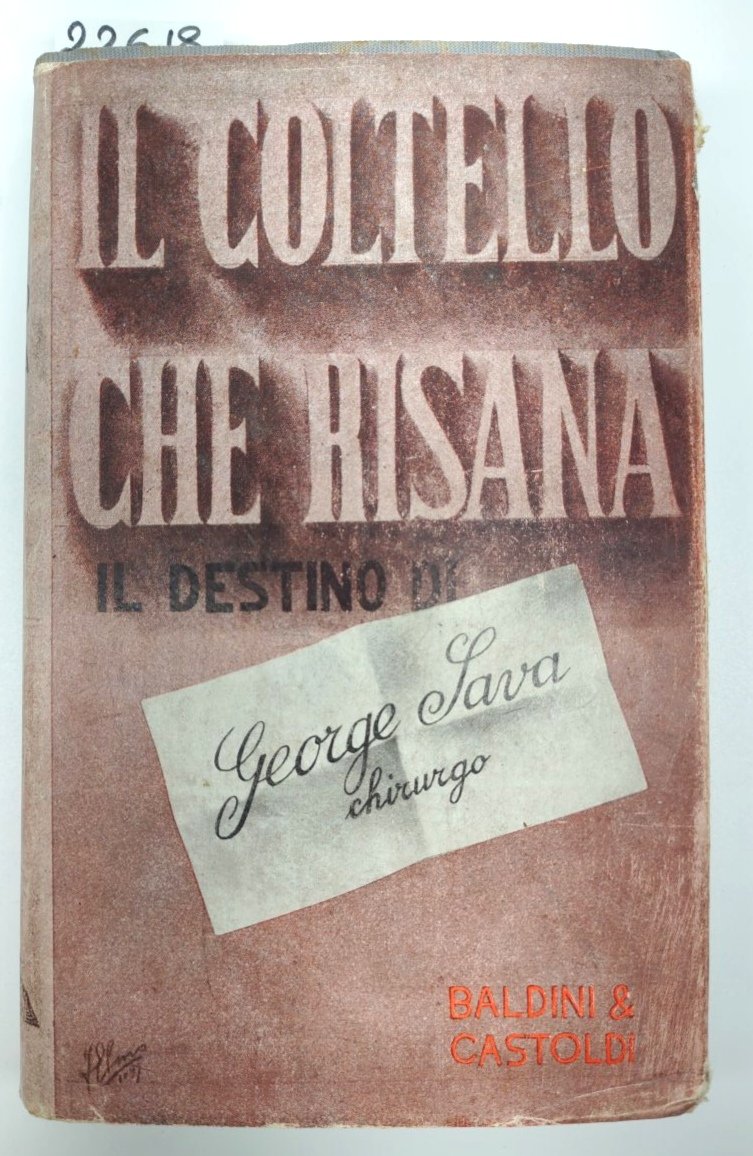 22618
IL COLTELLO
CHE RISANA
IL DESTINO DI
George Sava
chirurgo
BALDINI &
CASTOLDI